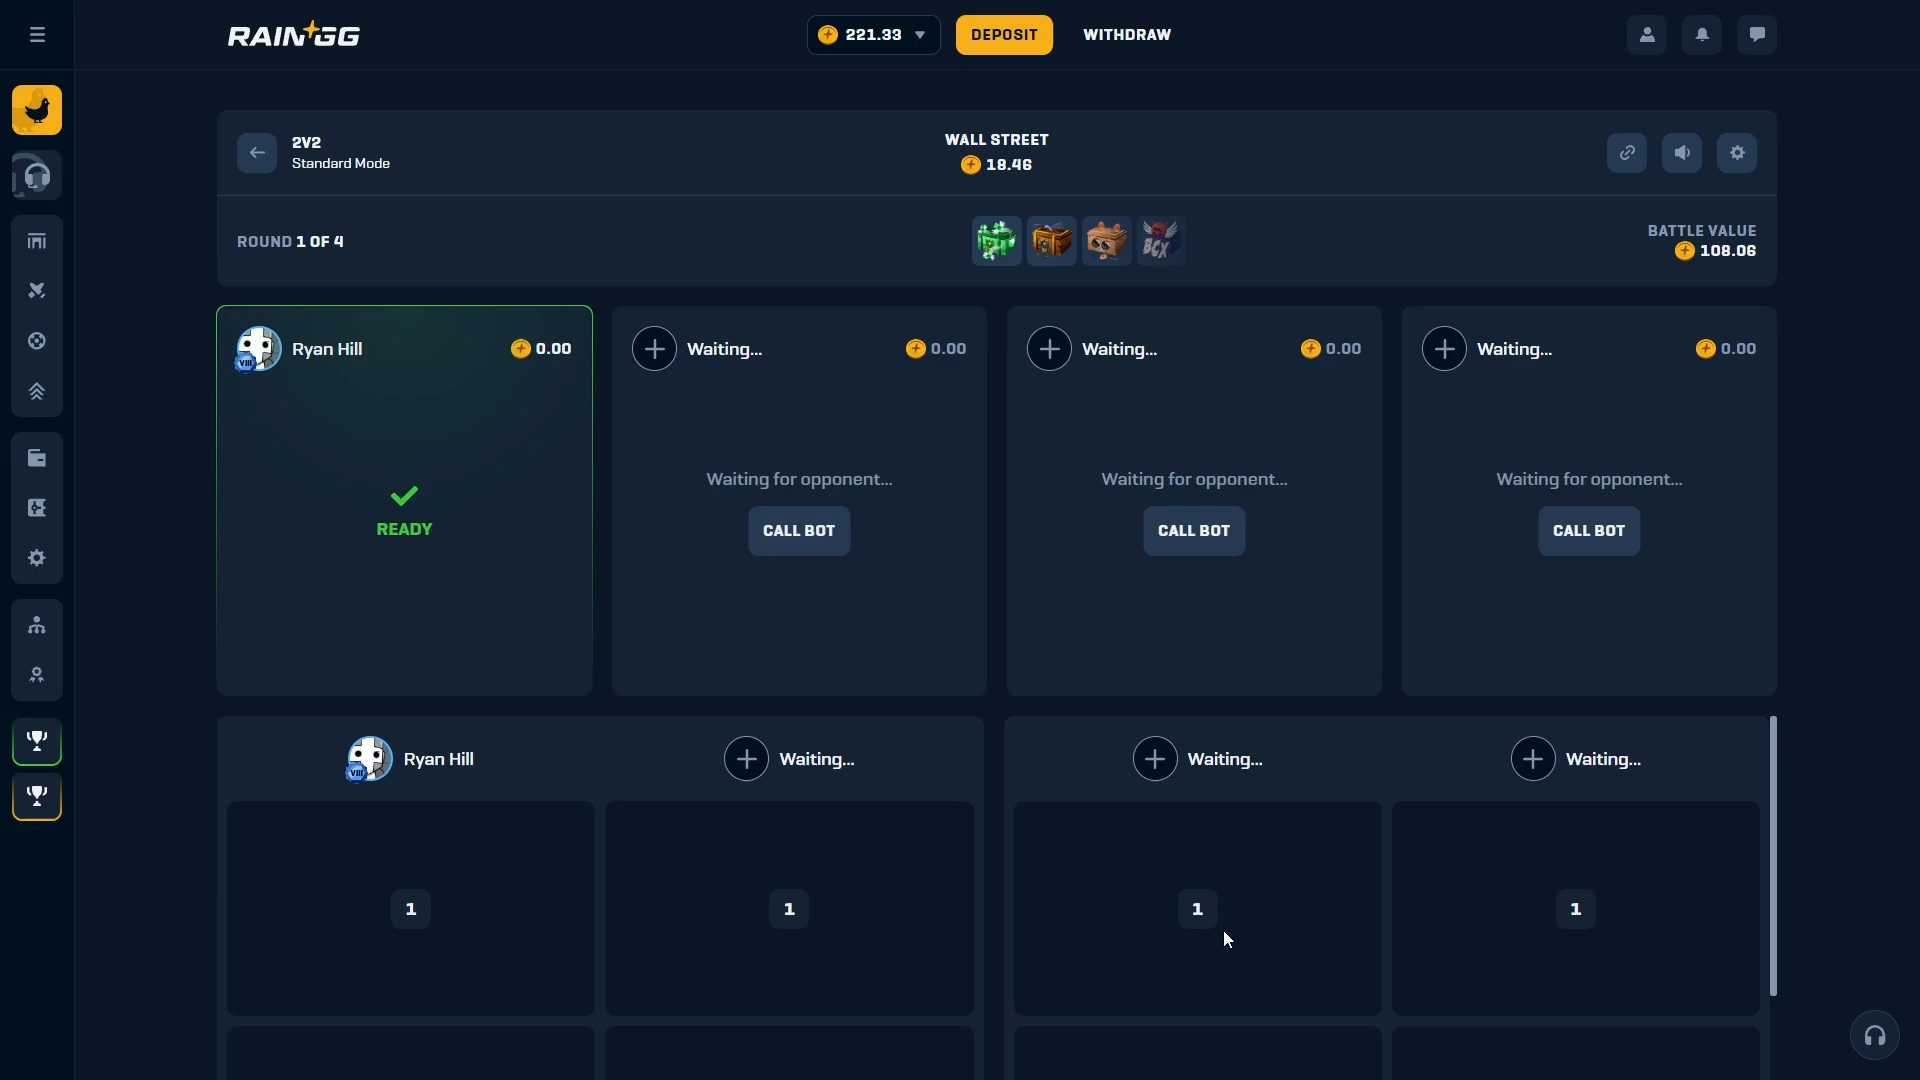 RAIN GG
221.33
DEPOSIT
WITHDRAW
2V2
Standard Mode
WALL STREET
18.46
ROUND 1 OF 4
BCX
BATTLE VALUE
108.06
VIII
Ryan Hill
0.00
Waiting...
0.00
Waiting...
0.00
Waiting...
0.00
READY
Waiting for opponent...
CALL BOT
Waiting for opponent...
CALL BOT
Waiting for opponent...
CALL BOT
VIII
Ryan Hill
Waiting...
Waiting...
Waiting...
1
1
1
1